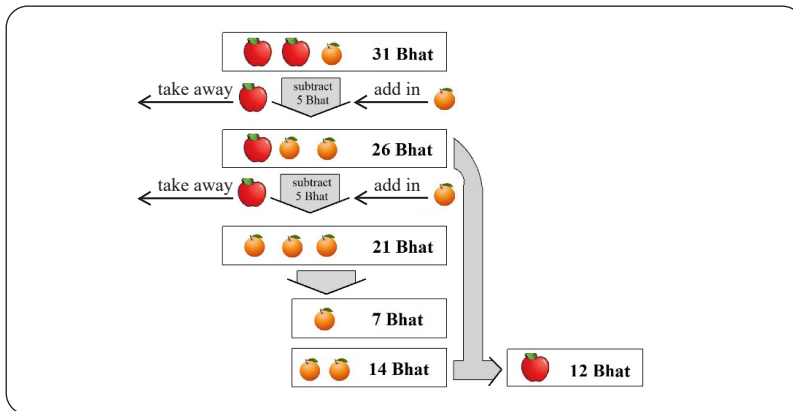 31 Bhat
take away subtract 5 Bhat add in
26 Bhat
take away subtract 5 Bhat add in
21 Bhat
7 Bhat
14 Bhat 12 Bhat